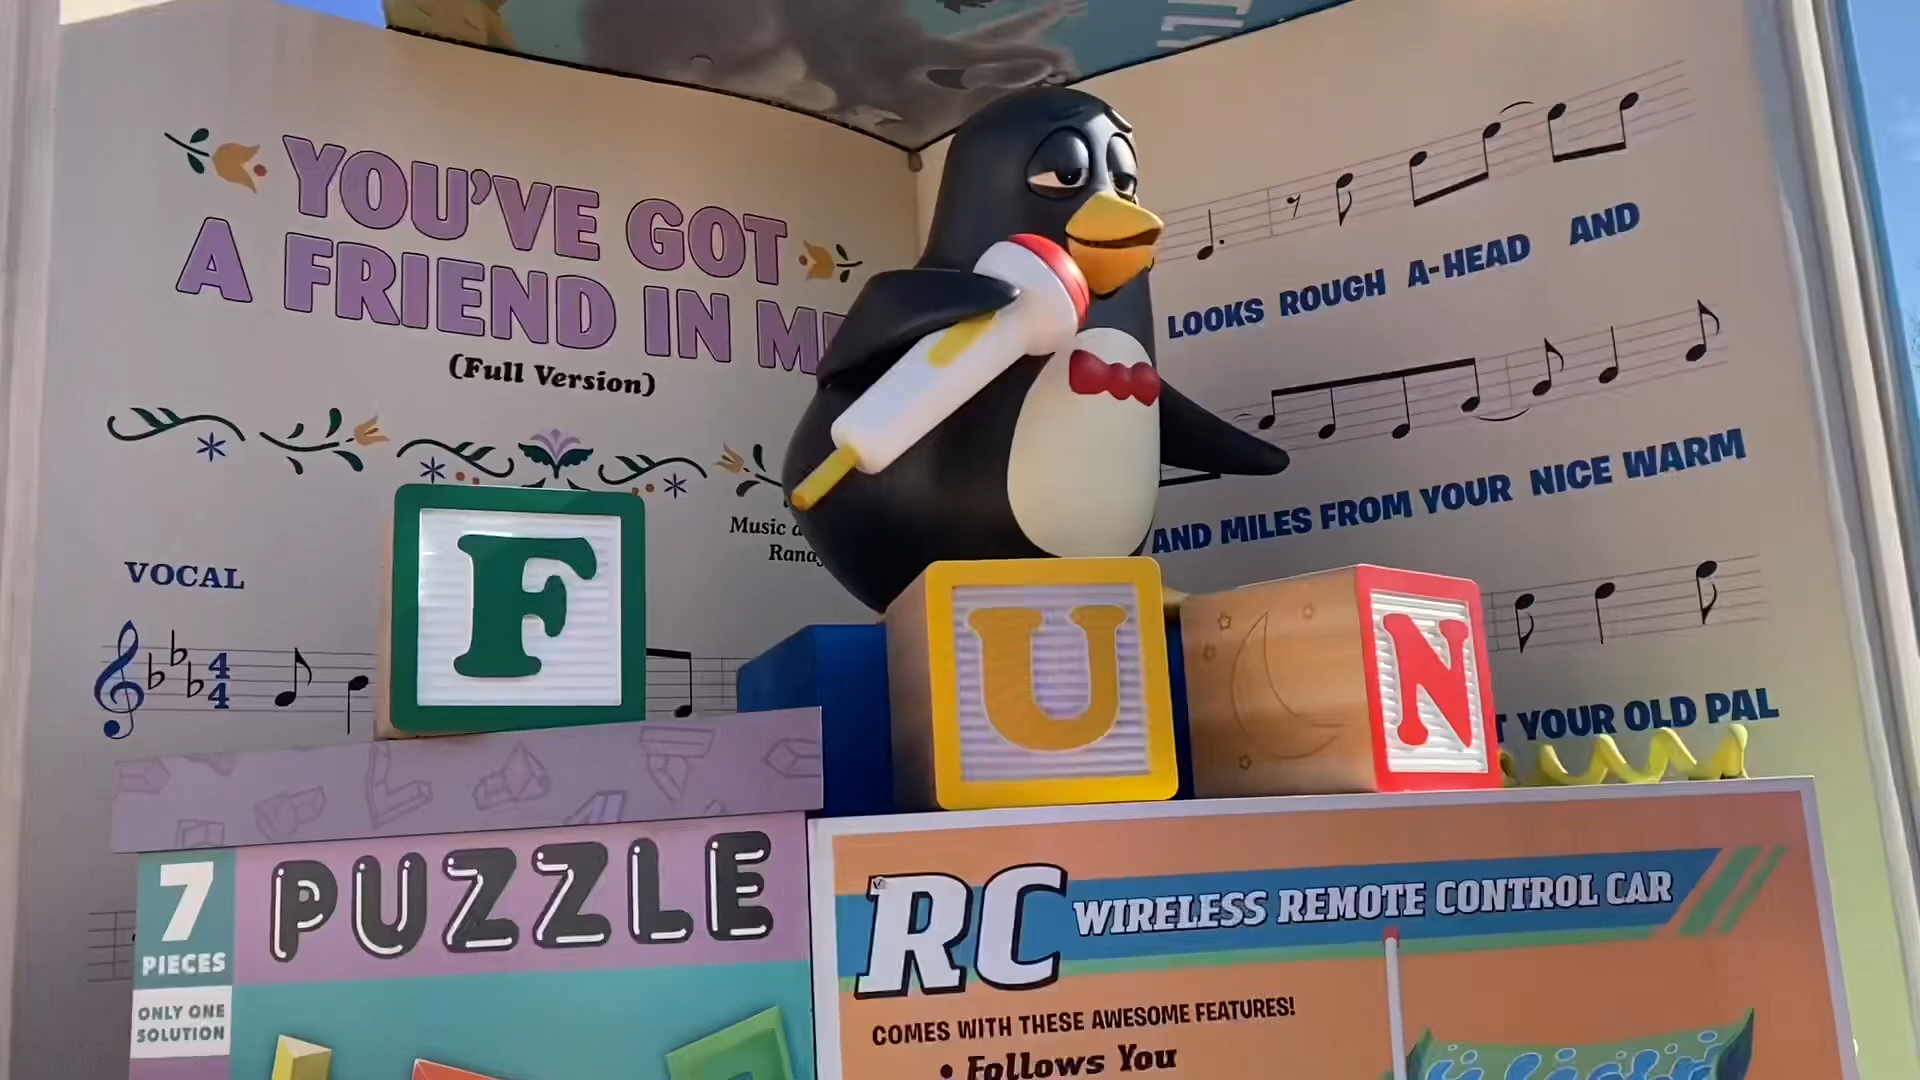 YOU'VE GOT
A FRIEND IN
(Full Version)
Music
VOCAL
4
4
LOOKS ROUGH A-HEAD AND
AND MILES FROM YOUR NICE WARM
YOUR OLD PAL
F
U
N
7
PIECES
ONLY ONE
SOLUTION
PUZZLE
RC WIRELESS REMOTE CONTROL CAR
COMES WITH THESE AWESOME FEATURES!
• Follows You